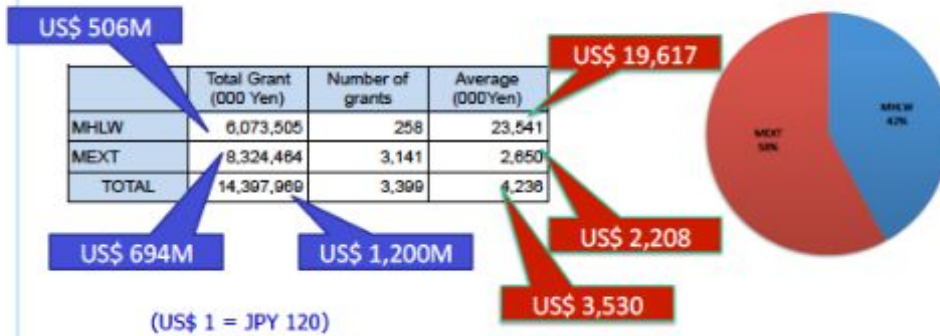 US$ 506M
US$ 19,617
Total Grant (000 Yen) Number of grants Average (000Yen)
MHLW 6,073,505 258 23,541
MEXT 8,324,464 3,141 2,650
TOTAL 14,397,969 3,399 4,236
US$ 694M
US$ 1,200M
US$ 2,208
US$ 3,530
(US$ 1 = JPY 120)
MHLW
42%
MEXT
58%